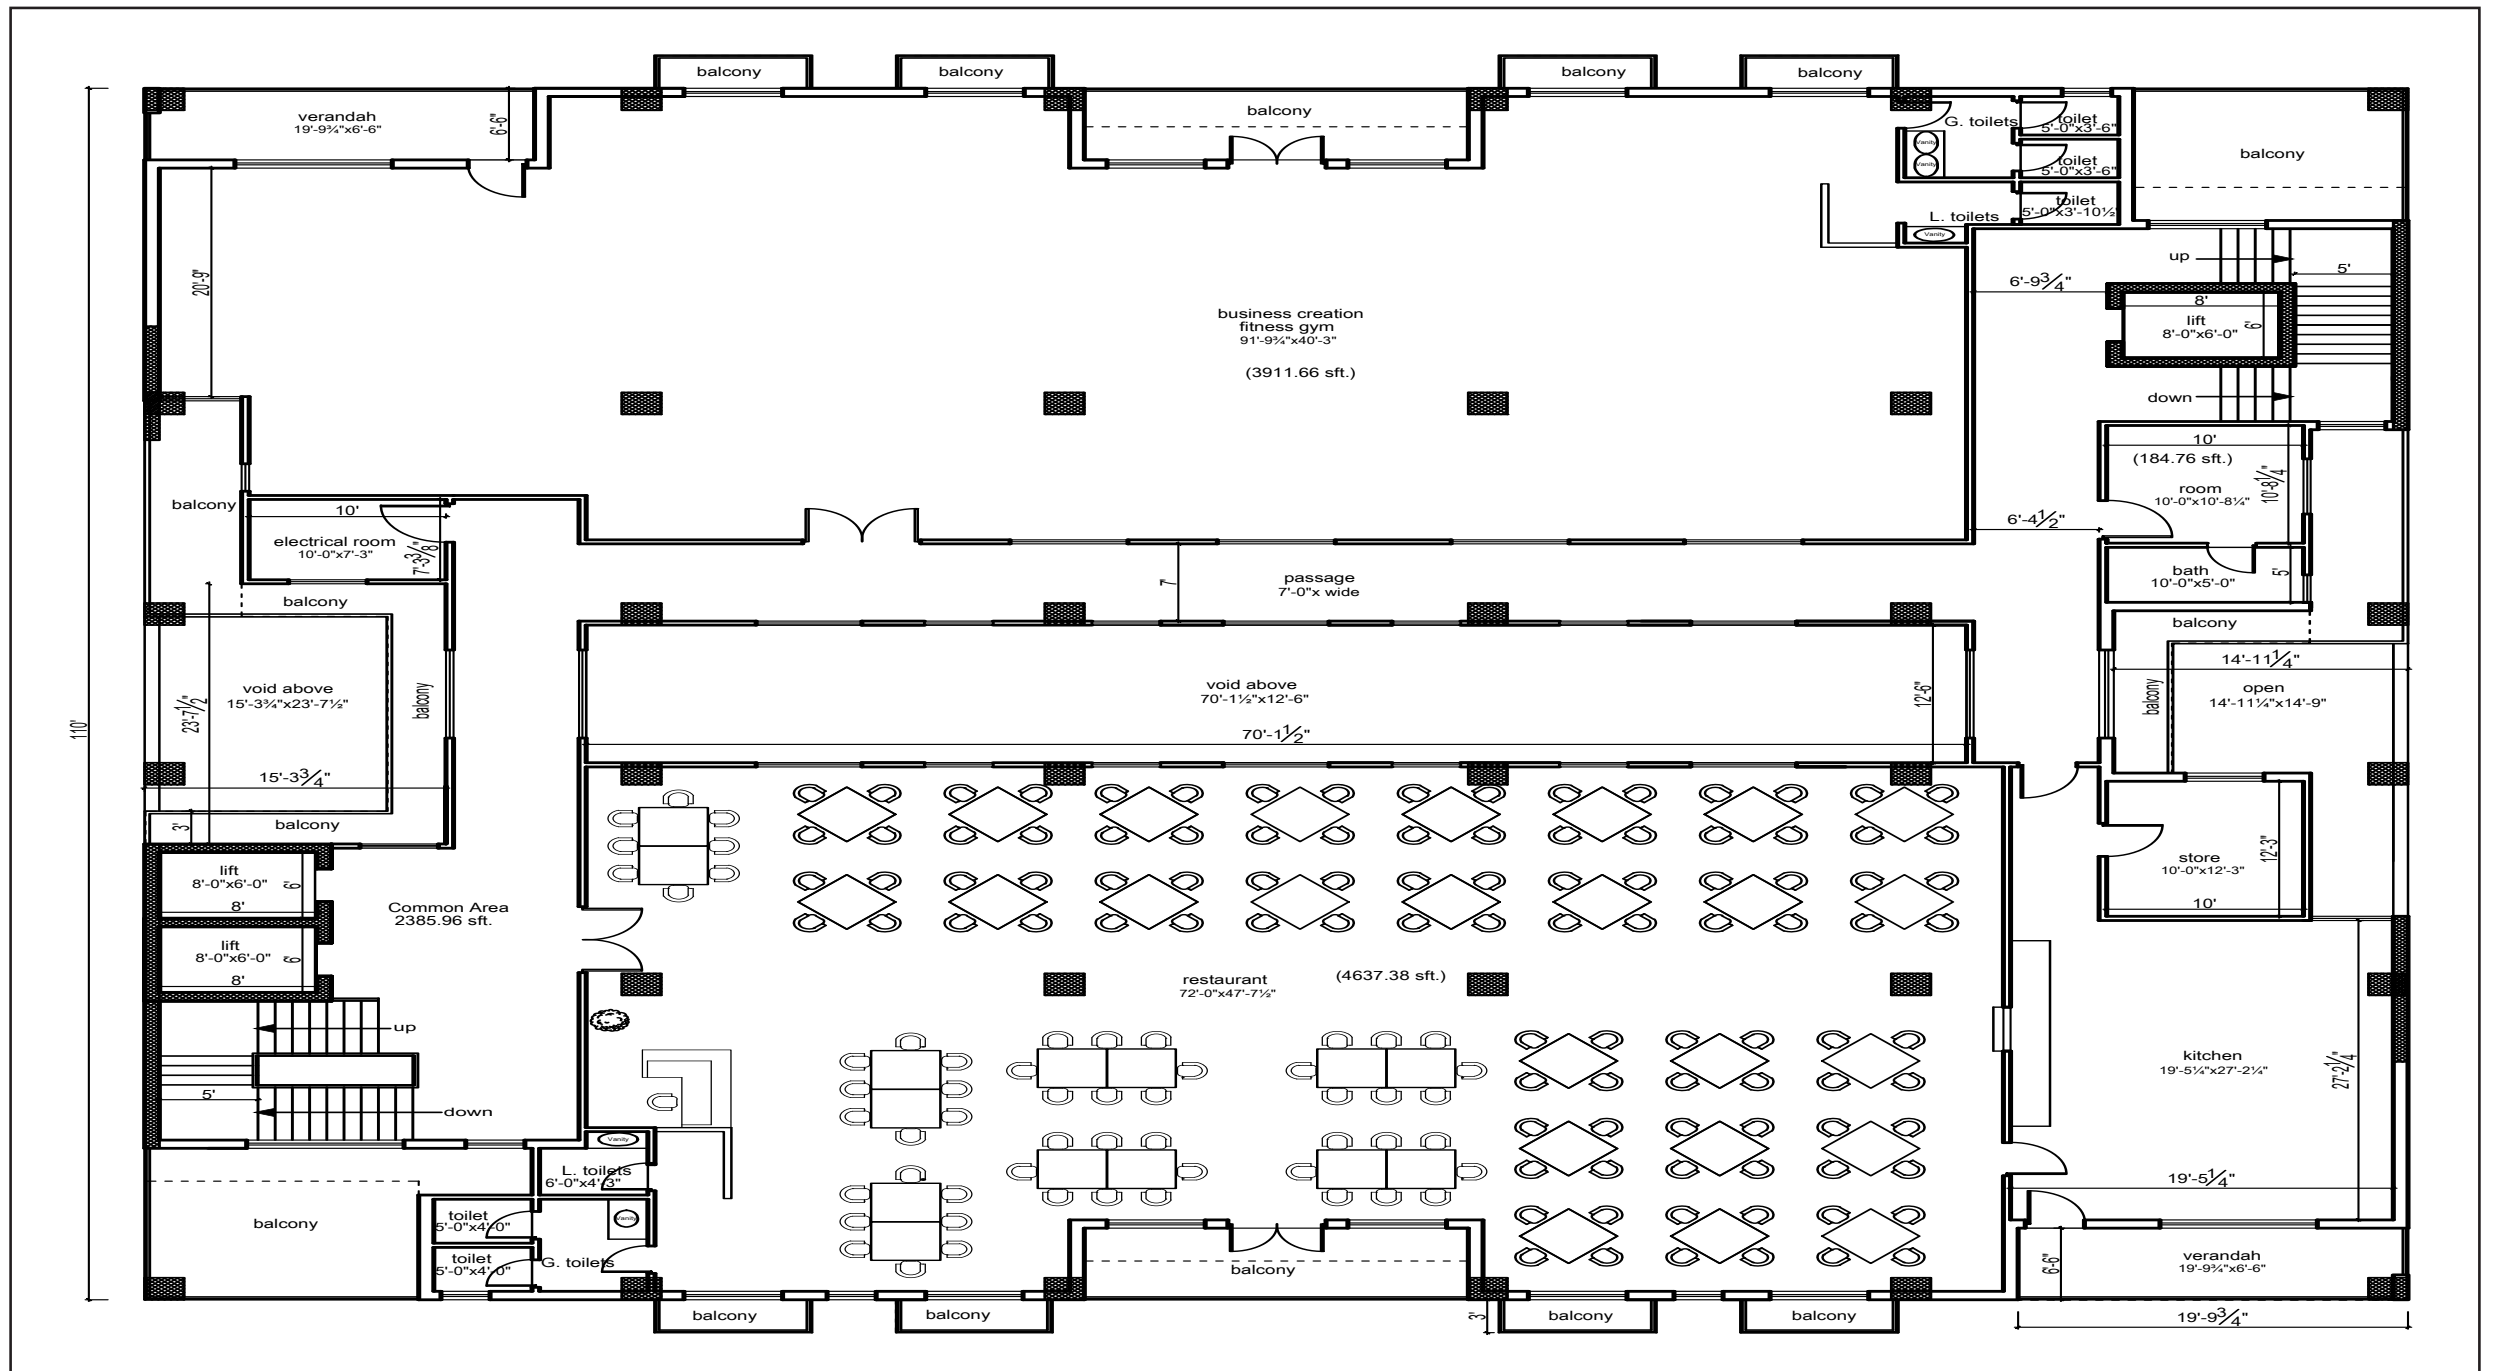 balcony
balcony
balcony
balcony
verandah
19'-9¾"x6'-6"
6'-6"
balcony
G. toilets
toilet
5'-0"x3'-6"
Vanity
Vanity
toilet
5'-0"x3'-6"
balcony
toilet
5'-0"x3'-10½"
L. toilets
Vanity
20'-9"
up
5'
6'-9¾"
8'
lift
8'-0"x6'-0"
6'
business creation
fitness gym
91'-9¾"x40'-3"
(3911.66 sft.)
down
10'
(184.76 sft.)
room
10'-0"x10'-8¼"
10'-8¼"
balcony
10'
electrical room
10'-0"x7'-3"
7'-3⅜"
6'-4½"
passage
7'-0"x wide
7'
bath
10'-0"x5'-0"
5'
balcony
balcony
14'-11¼"
void above
15'-3¾"x23'-7½"
23'-7½"
balcony
15'-3¾"
void above
70'-1½"x12'-6"
12'-6"
70'-1½"
balcony
open
14'-11¼"x14'-9"
110'
3'
balcony
lift
8'-0"x6'-0"
6'
8'
Common Area
2385.96 sft.
lift
8'-0"x6'-0"
6'
8'
store
10'-0"x12'-3"
12'-3"
10'
restaurant
72'-0"x47'-7½"
(4637.38 sft.)
up
5'
down
kitchen
19'-5¼"x27'-2¼"
27'-2¼"
19'-5¼"
Vanity
L. toilets
6'-0"x4'-3"
balcony
toilet
5'-0"x4'-0"
Vanity
toilet
5'-0"x4'-0"
G. toilets
balcony
verandah
19'-9¾"x6'-6"
6'-6"
balcony
balcony
3'
balcony
balcony
19'-9¾"